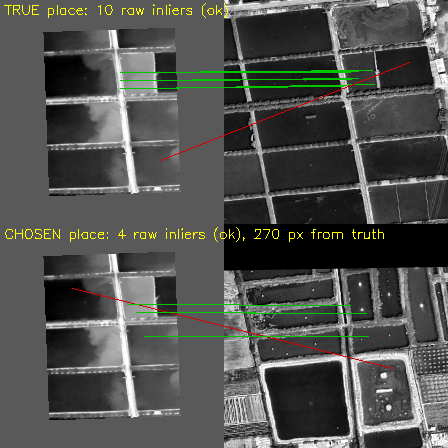 TRUE place: 10 raw inliers (ok)
CHOSEN place: 4 raw inliers (ok), 270 px from truth